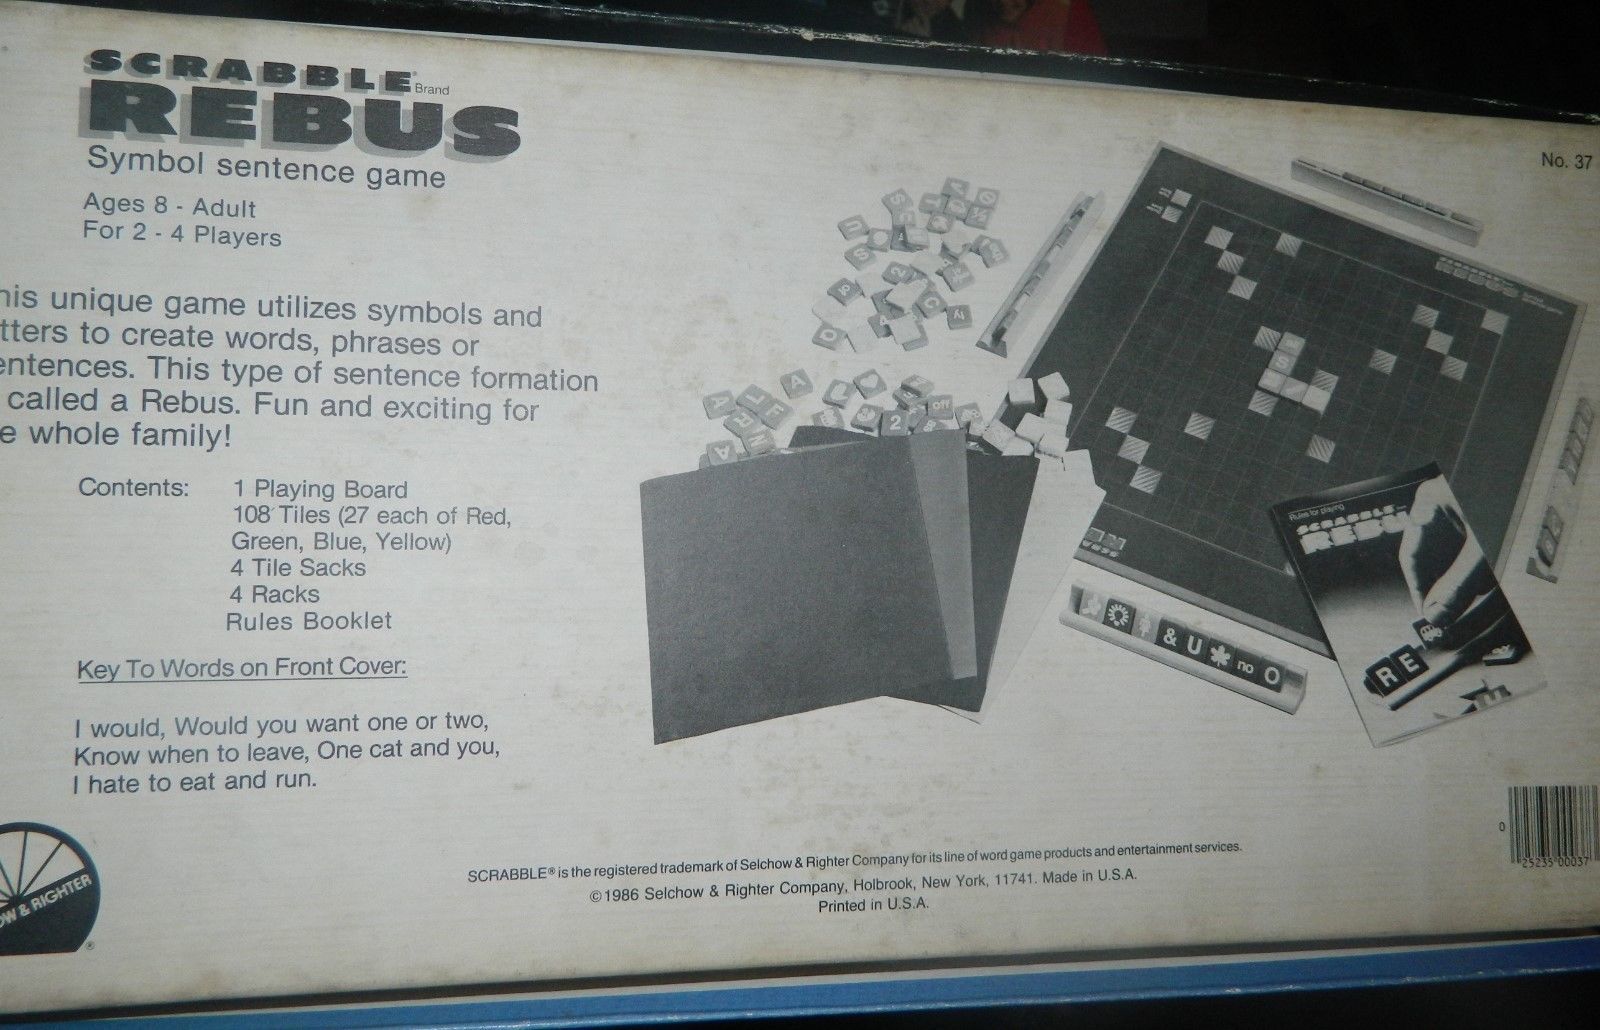 SCRABBLE® Brand
REBUS
Symbol sentence game
Ages 8 - Adult
For 2 - 4 Players
his unique game utilizes symbols and
tters to create words, phrases or
entences. This type of sentence formation
called a Rebus. Fun and exciting for
e whole family!
Contents: 1 Playing Board
108 Tiles (27 each of Red,
Green, Blue, Yellow)
4 Tile Sacks
4 Racks
Rules Booklet
Key To Words on Front Cover:
I would, Would you want one or two,
Know when to leave, One cat and you,
I hate to eat and run.
No. 37
Rules for playing
SCRABBLE
REBU
RE
& U no O
2 off
OW & RIGHTER
®
SCRABBLE® is the registered trademark of Selchow & Righter Company for its line of word game products and entertainment services.
©1986 Selchow & Righter Company, Holbrook, New York, 11741. Made in U.S.A.
Printed in U.S.A.
0
25235 00037